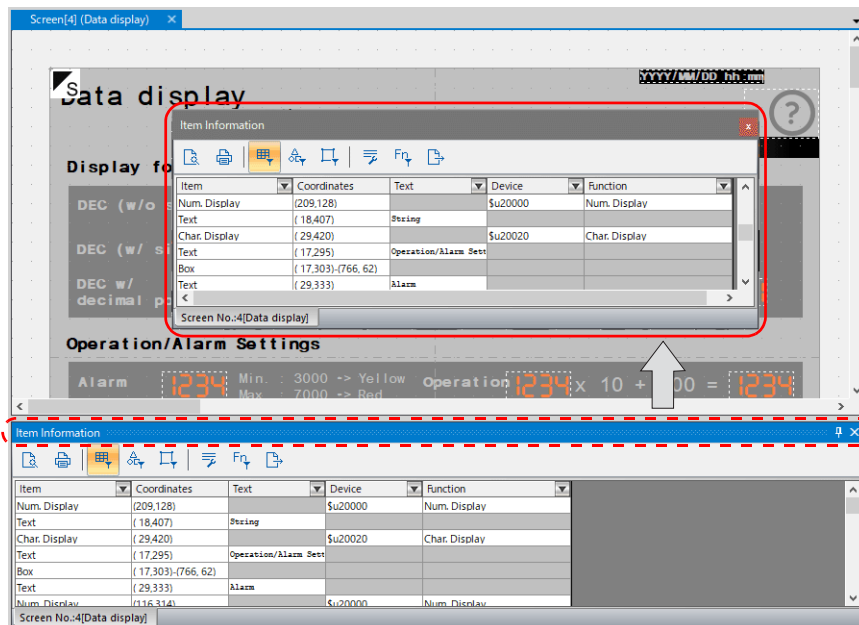 Screen[4] (Data display)
YYYY/MM/DD hh:mm
S
Data display
?
Item Information
Display fo
Fn
Item Coordinates Text Device Function
Num. Display (209,128) $u20000 Num. Display
Text ( 18,407) String
Char. Display ( 29,420) $u20020 Char. Display
Text ( 17,295) Operation/Alarm Sett
Box ( 17,303)-(766, 62)
Text ( 29,333) Alarm
Screen No.:4[Data display]
DEC (w/o s
DEC (w/ si
DEC w/
decimal po
Operation/Alarm Settings
Alarm 1234 Min. : 3000 -> Yellow Operation 1234 x 10 + 100 = 1234
Max. 7000 -> Red
Item Information
Fn
Item Coordinates Text Device Function
Num. Display (209,128) $u20000 Num. Display
Text ( 18,407) String
Char. Display ( 29,420) $u20020 Char. Display
Text ( 17,295) Operation/Alarm Sett
Box ( 17,303)-(766, 62)
Text ( 29,333) Alarm
Num. Display (116,314) $u20000 Num. Display
Screen No.:4[Data display]